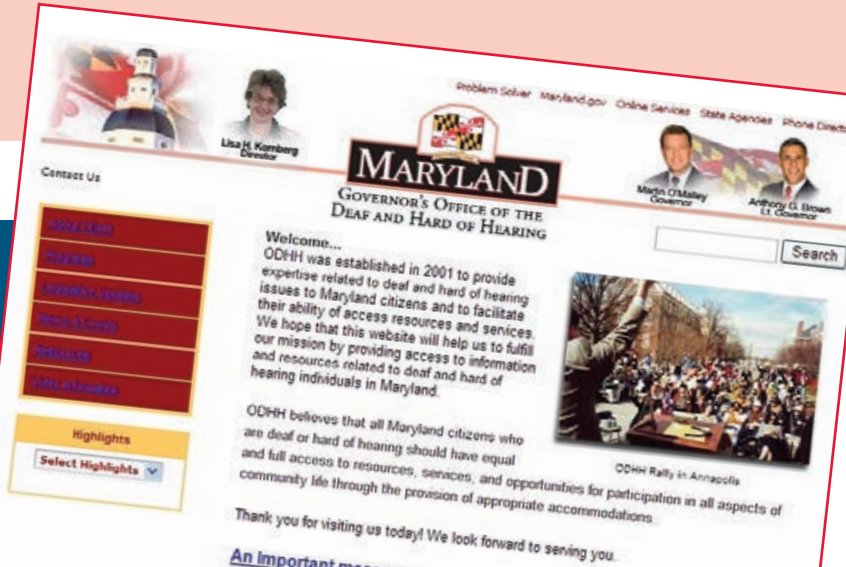 Problem Solver Maryland.gov Online Services State Agencies Phone Direct
Lisa H. Kornberg
Director
MARYLAND
GOVERNOR'S OFFICE OF THE
DEAF AND HARD OF HEARING
Martin O'Malley
Governor
Anthony G. Brown
Lt. Governor
Contact Us
Search
About ODHH
Resources
Highlights
Select Highlights
Welcome...
ODHH was established in 2001 to provide
expertise related to deaf and hard of hearing
issues to Maryland citizens and to facilitate
their ability of access resources and services.
We hope that this website will help us to fulfill
our mission by providing access to information
and resources related to deaf and hard of
hearing individuals in Maryland.
ODHH Rally in Annapolis
ODHH believes that all Maryland citizens who
are deaf or hard of hearing should have equal
and full access to resources, services, and opportunities for participation in all aspects of
community life through the provision of appropriate accommodations.
Thank you for visiting us today! We look forward to serving you.
An Important